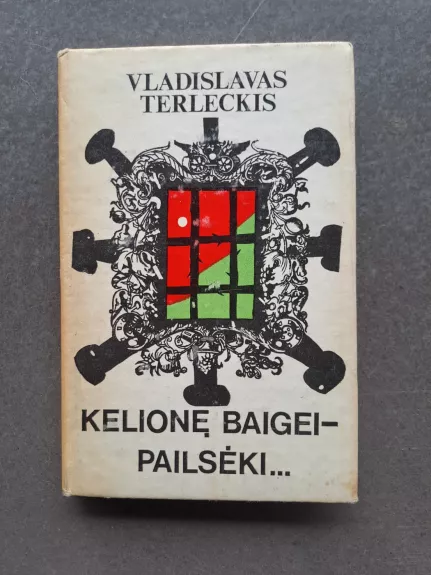 VLADISLAVAS
TERLECKIS
KELIONĘ BAIGEI–
PAILSĖKI...